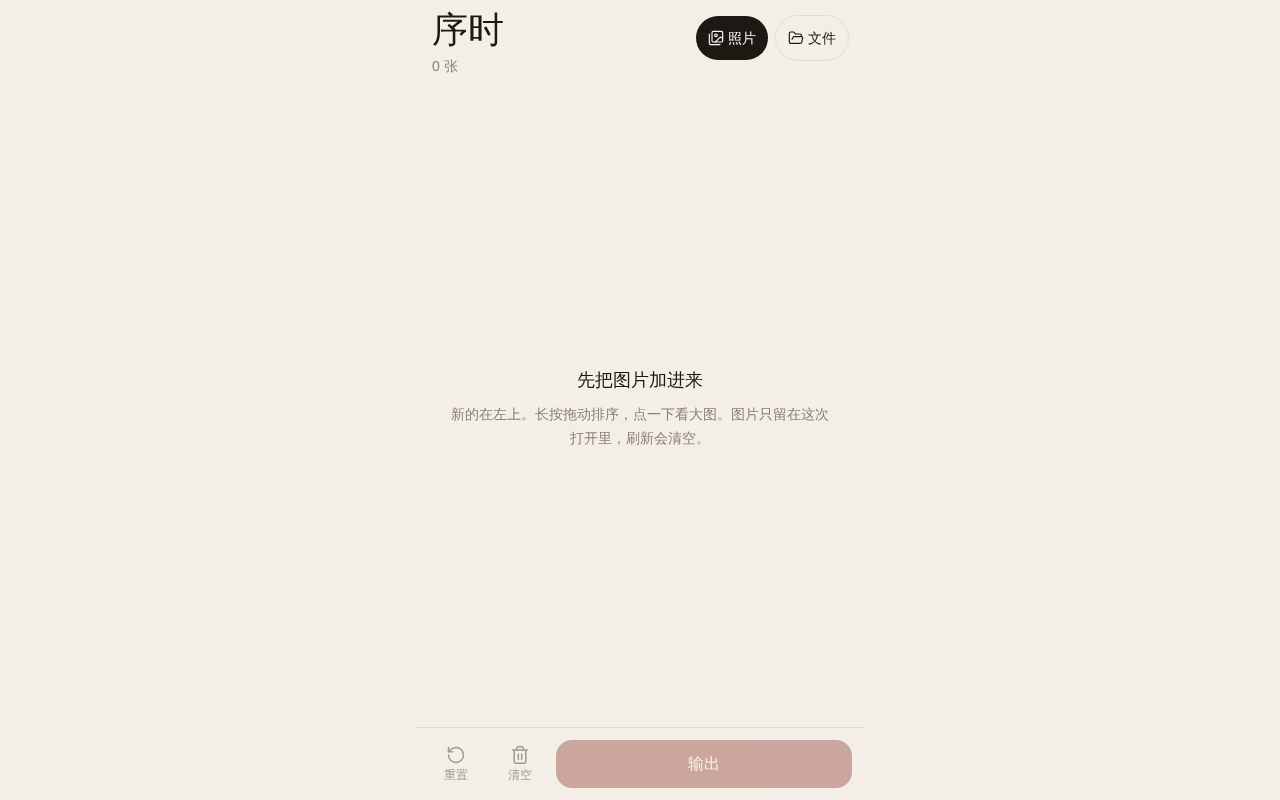 序时
0 张
照片
文件
先把图片加进来
新的在左上。长按拖动排序，点一下看大图。图片只留在这次
打开里，刷新会清空。
重置
清空
输出